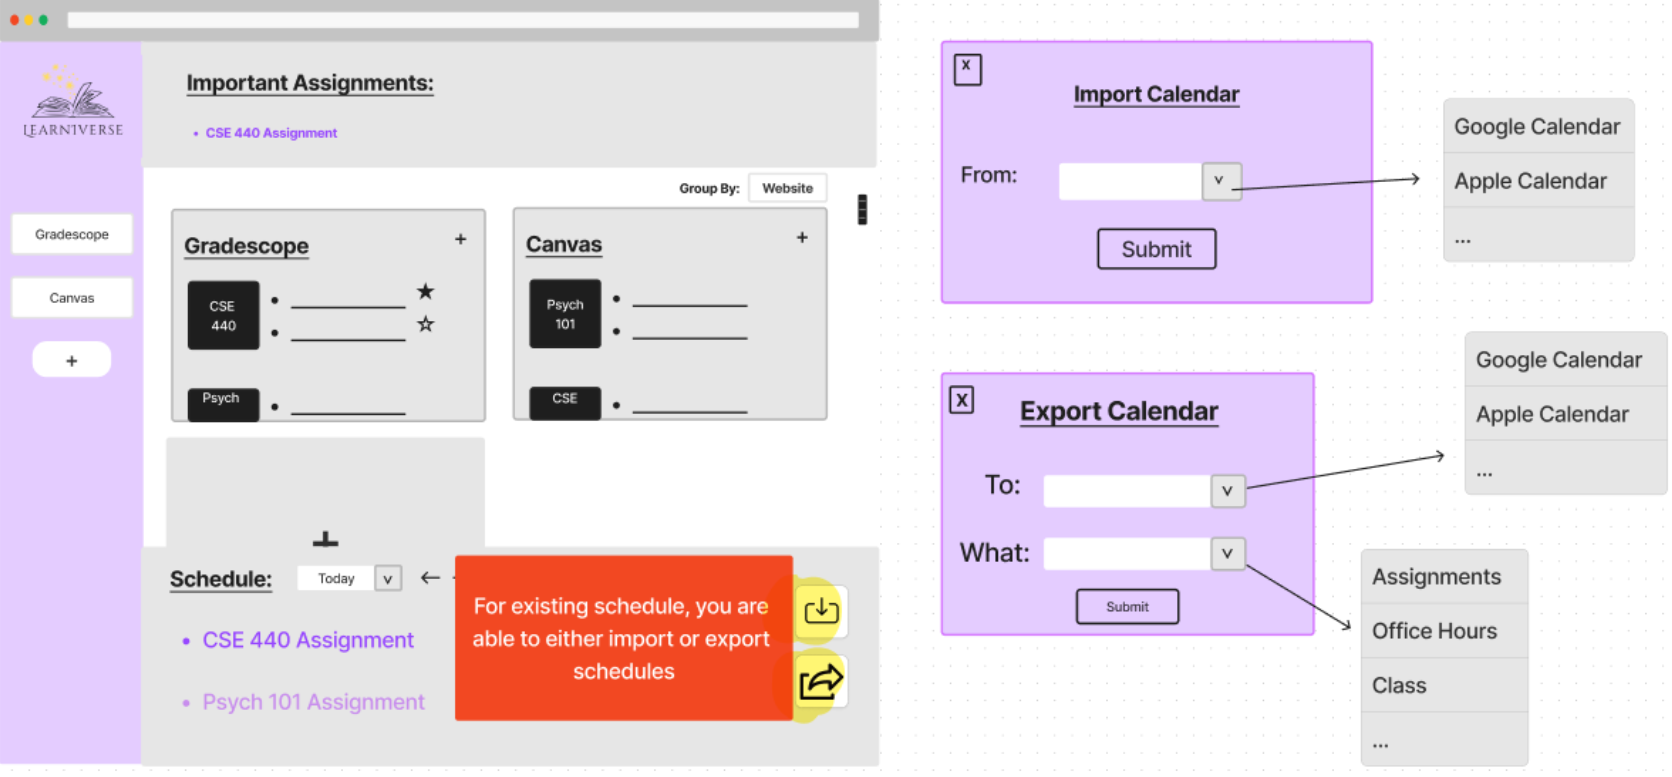 LEARNIVERSE
Gradescope
Canvas
+
Important Assignments:
• CSE 440 Assignment
Group By: Website
Gradescope +
CSE
440
Psych
Canvas +
Psych
101
CSE
Schedule: Today v
• CSE 440 Assignment
• Psych 101 Assignment
For existing schedule, you are
able to either import or export
schedules
X
Import Calendar
From: v
Submit
Google Calendar
Apple Calendar
...
X
Export Calendar
To: v
What: v
Submit
Google Calendar
Apple Calendar
...
Assignments
Office Hours
Class
...